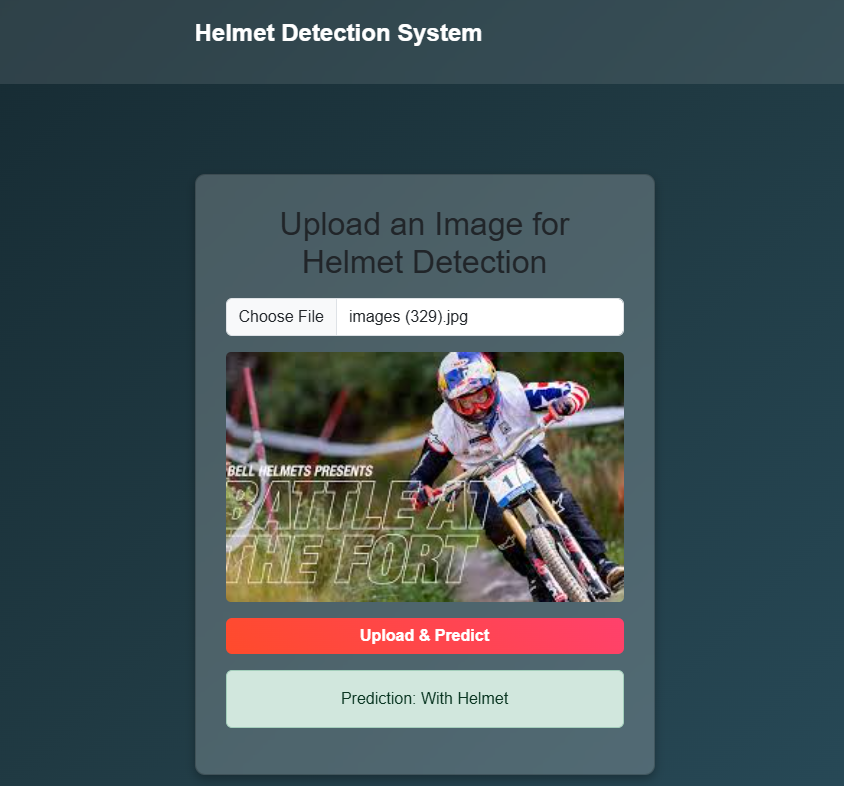 Helmet Detection System
Upload an Image for
Helmet Detection
Choose File images (329).jpg
BELL HELMETS PRESENTS
BATTLE AT
THE FORT
1
Upload & Predict
Prediction: With Helmet